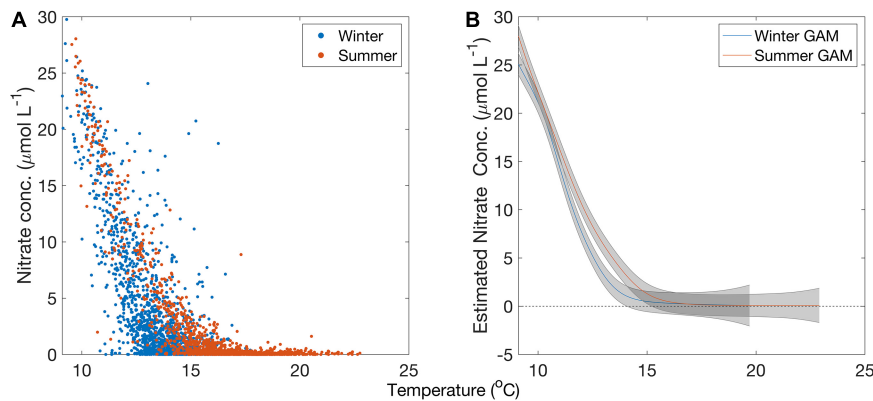 A
Nitrate conc. (μmol L⁻¹)
30
25
20
15
10
5
0
10
15
20
25
Winter
Summer
B
Estimated Nitrate Conc. (μmol L⁻¹)
30
25
20
15
10
5
0
-5
10
15
20
25
Winter GAM
Summer GAM
Temperature (°C)